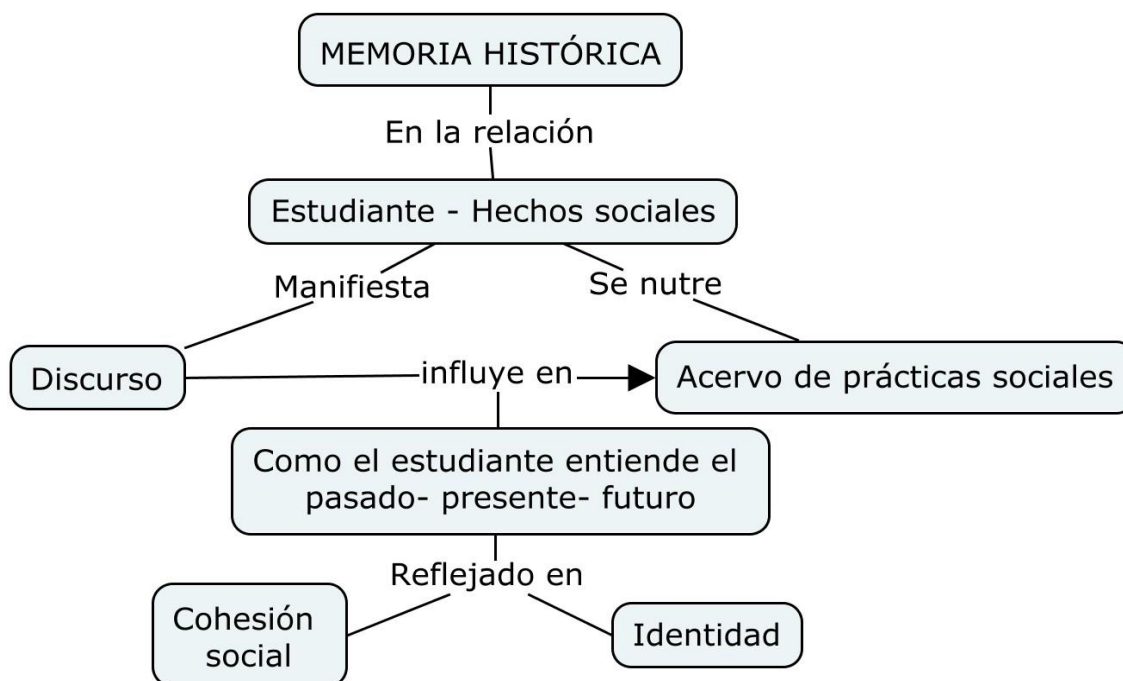 MEMORIA HISTÓRICA
En la relación
Estudiante - Hechos sociales
Manifiesta
Se nutre
Discurso
influye en
Acervo de prácticas sociales
Como el estudiante entiende el
pasado- presente- futuro
Reflejado en
Cohesión
social
Identidad